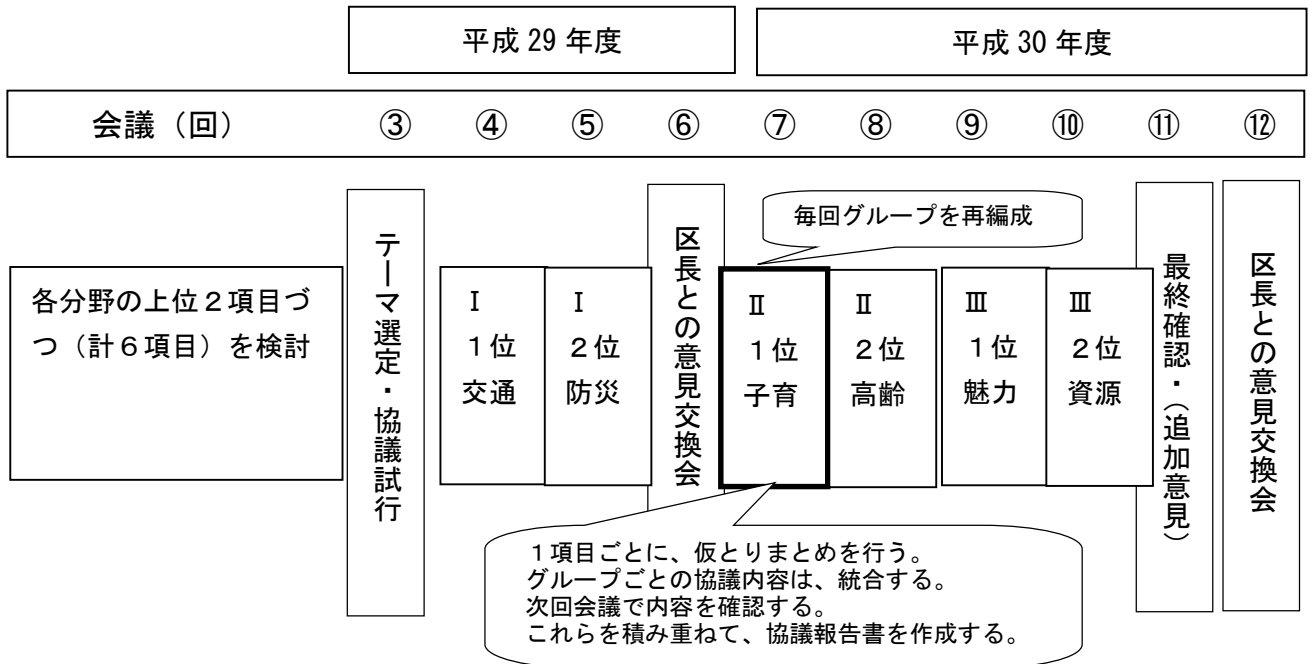 平成 29 年度
平成 30 年度
会議（回）　③　④　⑤　⑥　⑦　⑧　⑨　⑩　⑪　⑫
毎回グループを再編成
各分野の上位２項目づ
つ（計６項目）を検討
テーマ選定・協議試行
Ⅰ
１位
交通
Ⅰ
２位
防災
区長との意見交換会
Ⅱ
１位
子育
Ⅱ
２位
高齢
Ⅲ
１位
魅力
Ⅲ
２位
資源
最終確認・（追加意見）
区長との意見交換会
１項目ごとに、仮とりまとめを行う。
グループごとの協議内容は、統合する。
次回会議で内容を確認する。
これらを積み重ねて、協議報告書を作成する。